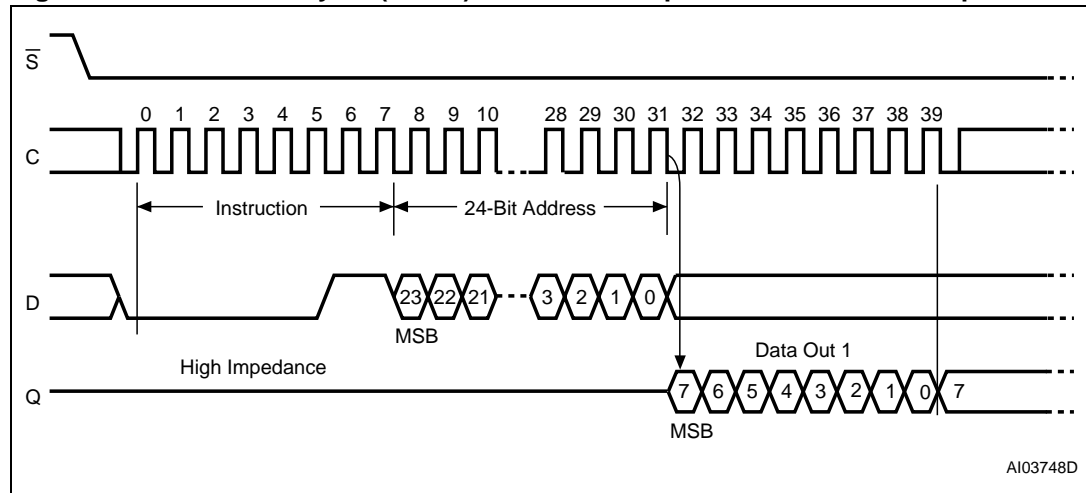 S
0 1 2 3 4 5 6 7 8 9 10 28 29 30 31 32 33 34 35 36 37 38 39
C
Instruction 24-Bit Address
D 23 22 21 3 2 1 0
MSB
High Impedance Data Out 1
Q 7 6 5 4 3 2 1 0 7
MSB
AI03748D